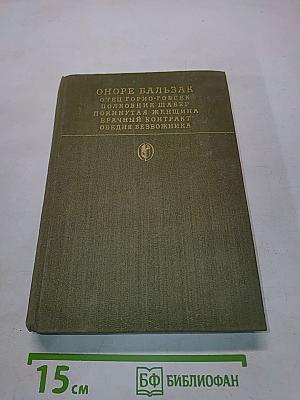 ОНОРЕ БАЛЬЗАК
ОТЕЦ ГОРИО·ГОБСЕК
ПОЛКОВНИК ШАБЕР
ПОКИНУТАЯ ЖЕНЩИНА
БРАЧНЫЙ КОНТРАКТ
ОБЕДНЯ БЕЗБОЖНИКА
15 см
БФ БИБЛИОФАН